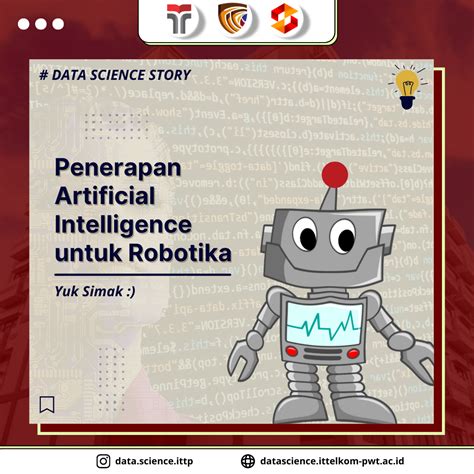 # DATA SCIENCE STORY
Penerapan
Artificial
Intelligence
untuk Robotika
Yuk Simak :)
data.science.ittp
datascience.ittelkom-pwt.ac.id